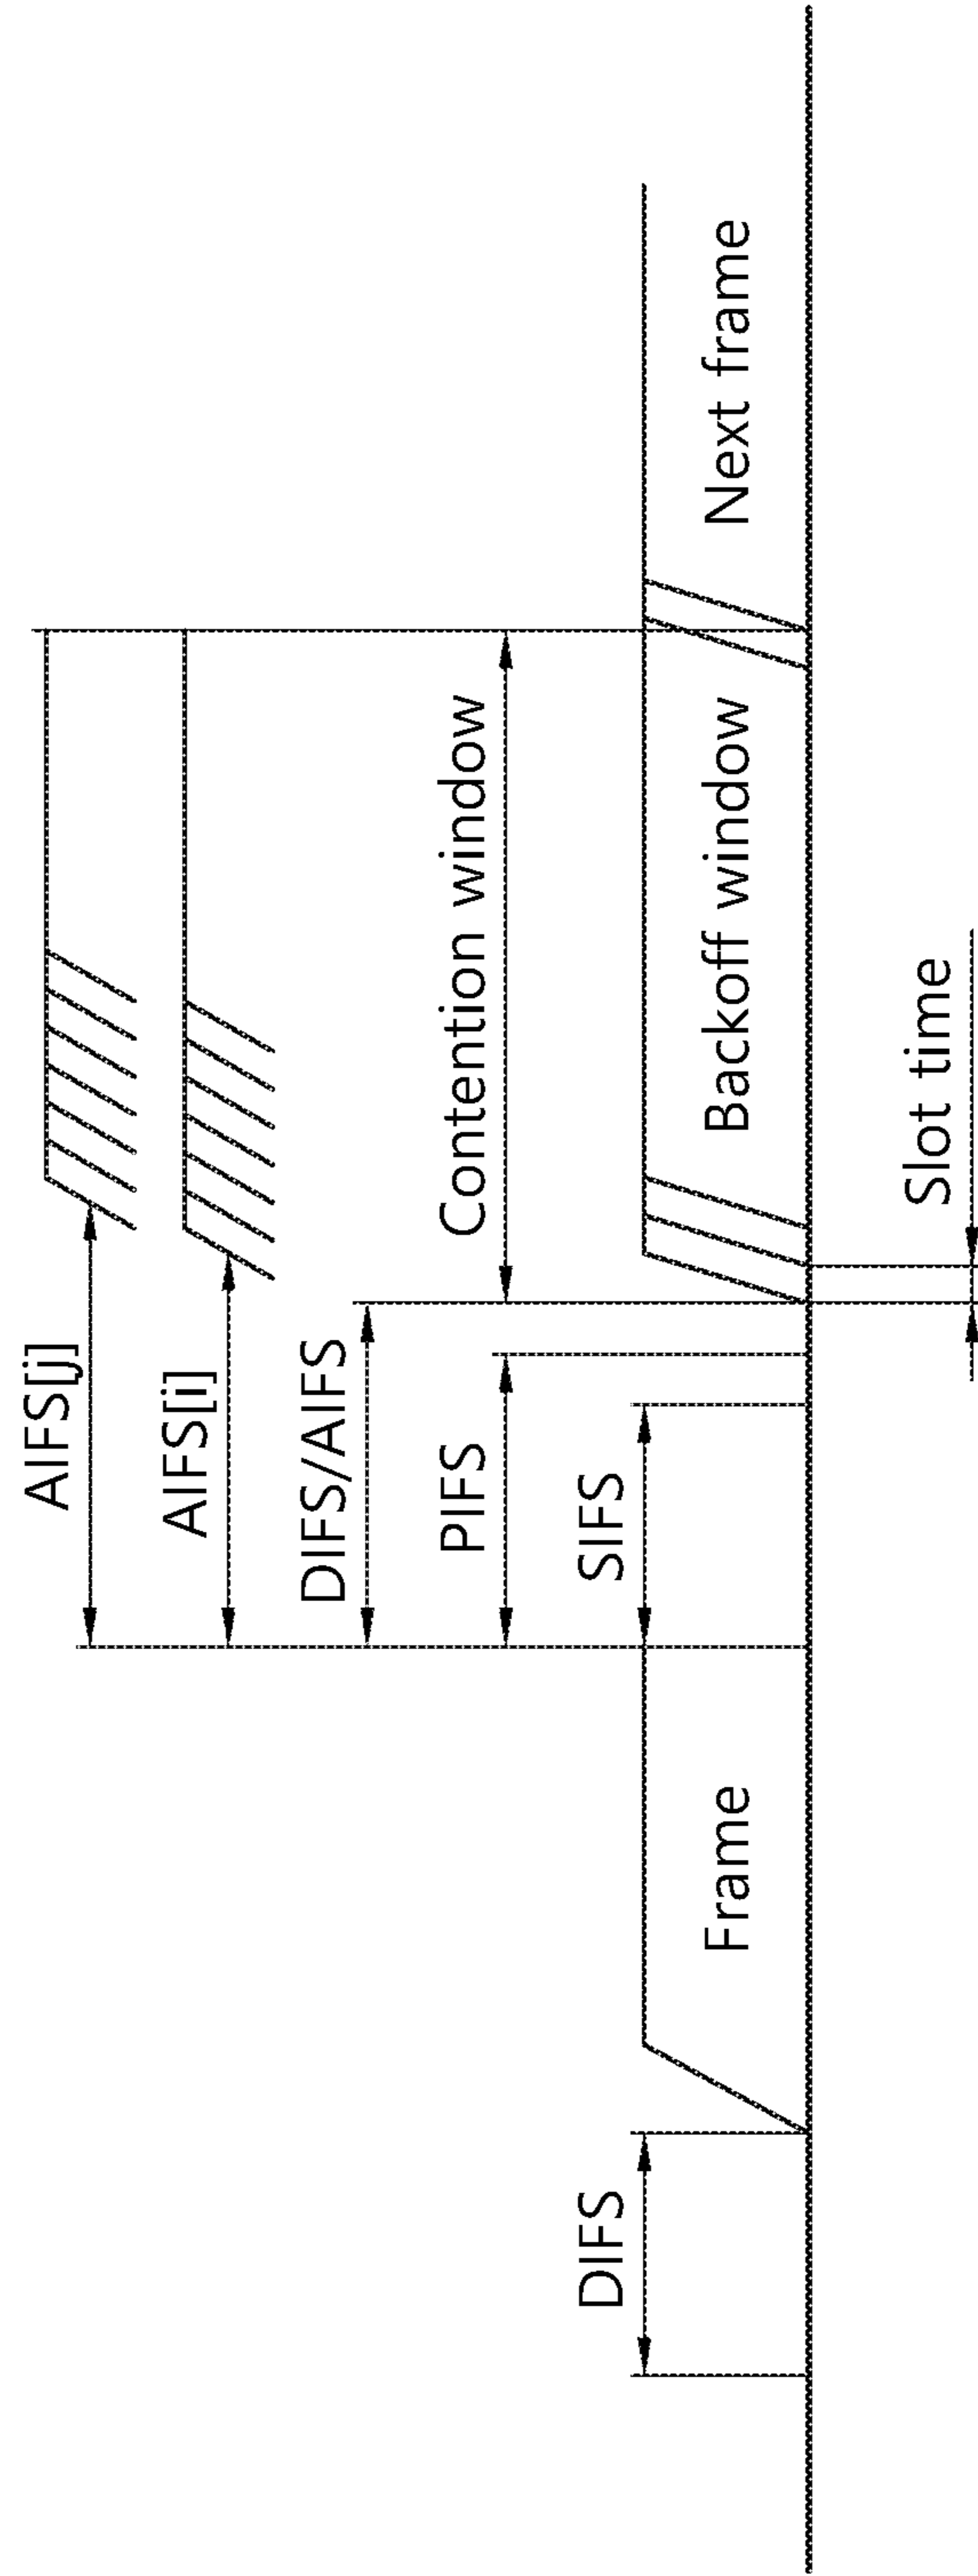 AIFS[j]
AIFS[i]
DIFS/AIFS
PIFS
DIFS
SIFS
Contention window
Frame
Backoff window
Next frame
Slot time